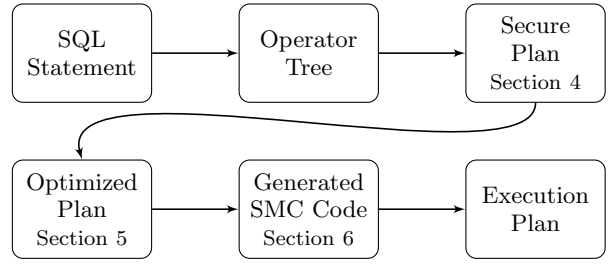 SQL
Statement
Operator
Tree
Secure
Plan
Section 4
Optimized
Plan
Section 5
Generated
SMC Code
Section 6
Execution
Plan